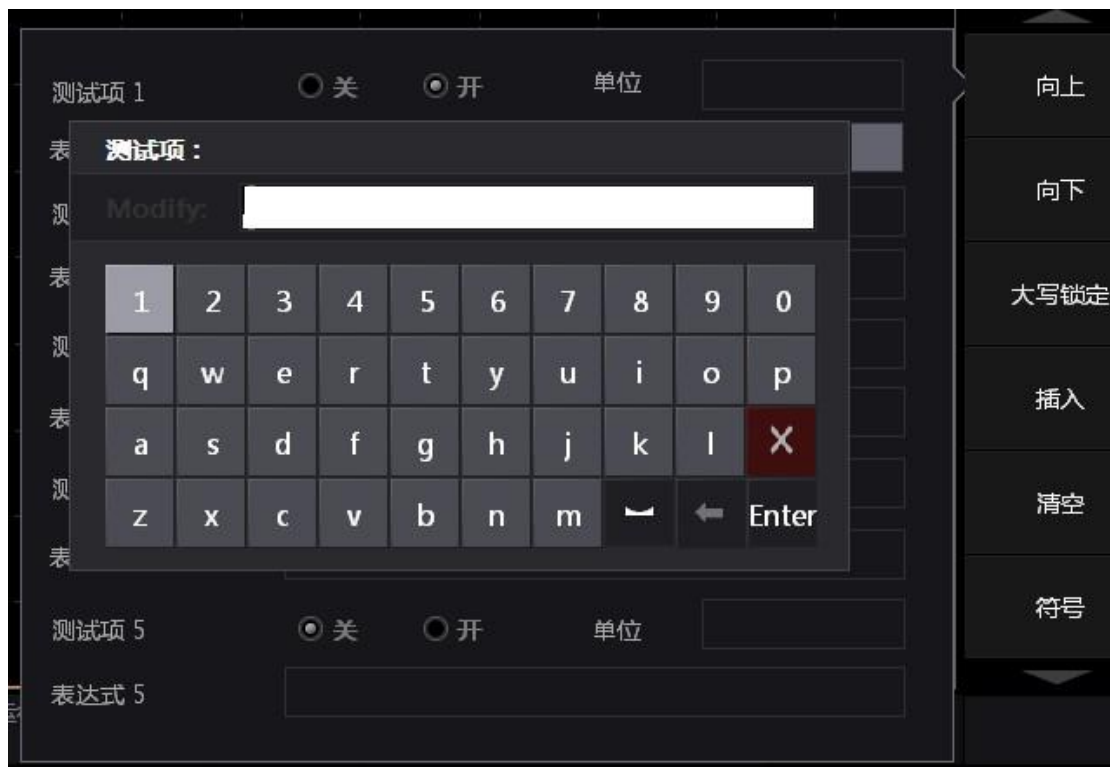 测试项 1 关 开 单位
表
测试项：
测
Modify:
表
1 2 3 4 5 6 7 8 9 0
测
q w e r t y u i o p
表
a s d f g h j k l X
测
z x c v b n m Enter
表
测试项 5 关 开 单位
表达式 5
向上
向下
大写锁定
插入
清空
符号